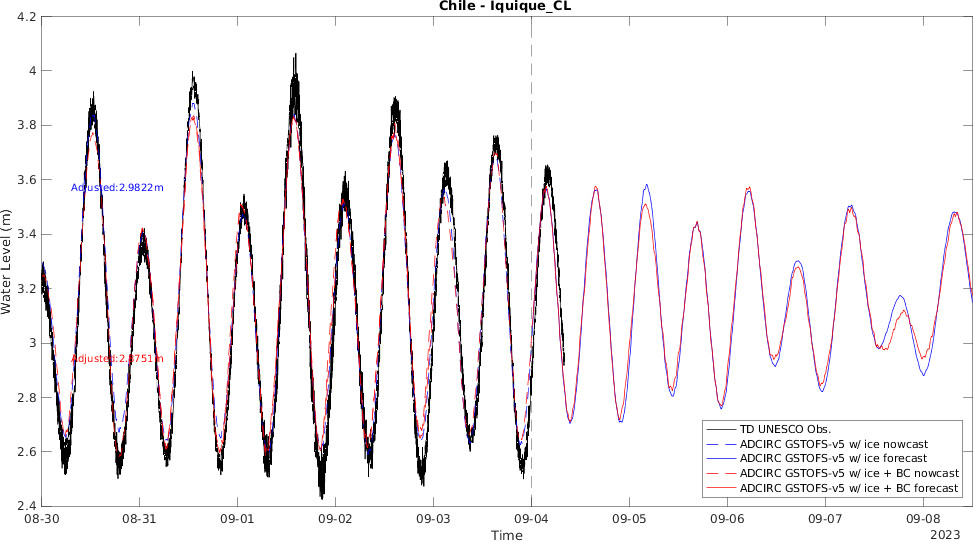 Chile - Iquique_CL
4.2
4
3.8
3.6
3.4
3.2
3
2.8
2.6
2.4
Water Level (m)
Adjusted:2.9822m
Adjusted:2.8751m
TD UNESCO Obs.
ADCIRC GSTOFS-v5 w/ ice nowcast
ADCIRC GSTOFS-v5 w/ ice forecast
ADCIRC GSTOFS-v5 w/ ice + BC nowcast
ADCIRC GSTOFS-v5 w/ ice + BC forecast
08-30 08-31 09-01 09-02 09-03 09-04 09-05 09-06 09-07 09-08
Time
2023